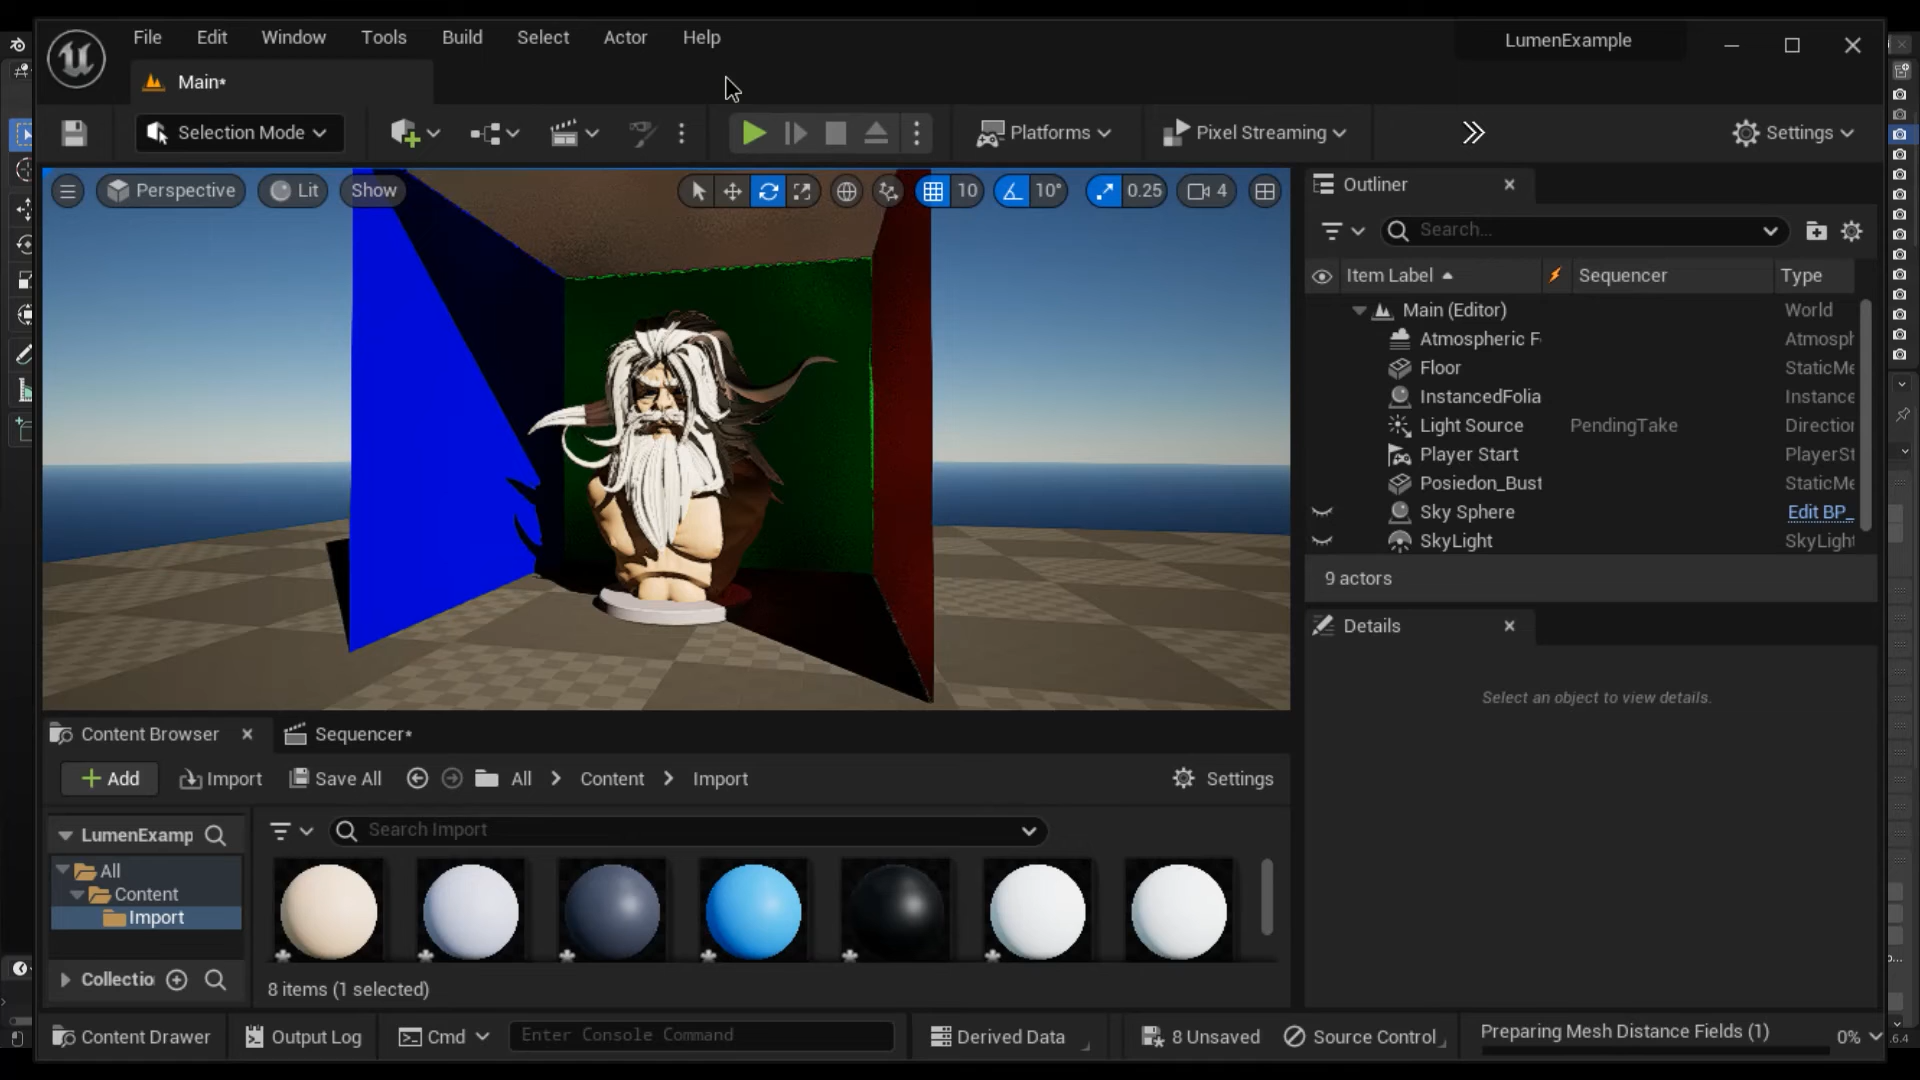 File Edit Window Tools Build Select Actor Help
LumenExample
Main*
Selection Mode
Platforms
Pixel Streaming
Settings
Perspective
Lit
Show
10
10°
0.25
4
Outliner
Search...
Item Label
Sequencer
Type
Main (Editor)
World
Atmospheric F
Atmosph
Floor
StaticMe
InstancedFolia
Instance
Light Source
PendingTake
Direction
Player Start
PlayerSt
Posiedon_Bust
StaticMe
Sky Sphere
Edit BP_
SkyLight
SkyLight
9 actors
Details
Select an object to view details.
Content Browser
Sequencer*
Add
Import
Save All
All
Content
Import
Settings
LumenExamp
Search Import
All
Content
Import
Collectio
8 items (1 selected)
Content Drawer
Output Log
Cmd
Enter Console Command
Derived Data
8 Unsaved
Source Control
Preparing Mesh Distance Fields (1)
0%